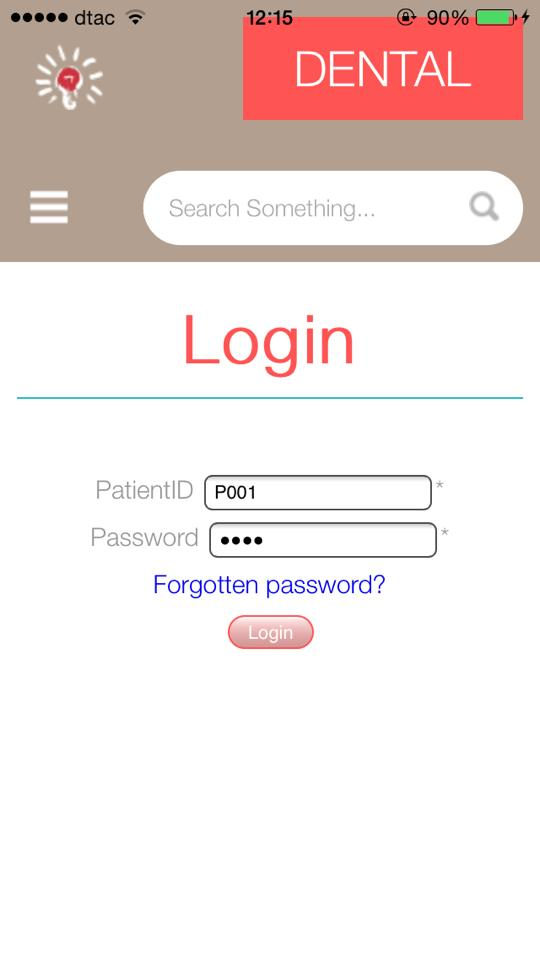 dtac 12:15 90%
DENTAL
Search Something...
Login
PatientID P001 *
Password •••• *
Forgotten password?
Login